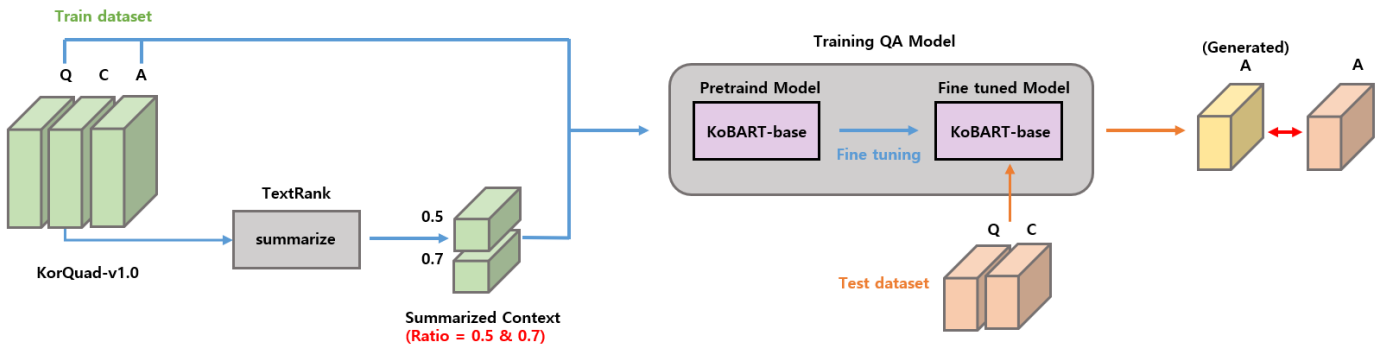 Train dataset
Q C A
KorQuad-v1.0
TextRank
summarize
0.5
0.7
Summarized Context
(Ratio = 0.5 & 0.7)
Training QA Model
Pretraind Model
KoBART-base
Fine tuning
Fine tuned Model
KoBART-base
Q C
Test dataset
(Generated)
A
A